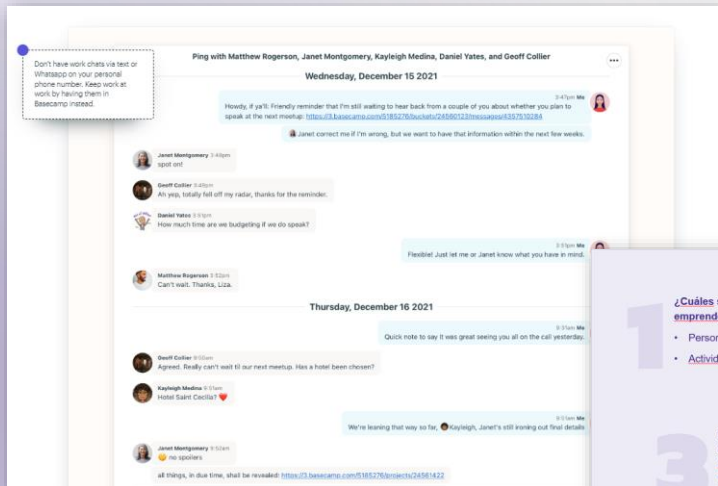 Don't have work chats via text or
Whatsapp on your personal
phone number. Keep work at
work by having them in
Basecamp instead.
Ping with Matthew Rogerson, Janet Montgomery, Kayleigh Medina, Daniel Yates, and Geoff Collier
Wednesday, December 15 2021
3:47pm Me
Howdy, if ya'll: Friendly reminder that I'm still waiting to hear back from a couple of you about whether you plan to
speak at the next meetup: https://3.basecamp.com/5185276/buckets/24560123/messages/4357510284
Janet correct me if I'm wrong, but we want to have that information within the next few weeks.
Janet Montgomery 3:49pm
spot on!
Geoff Collier 3:49pm
Ah yep, totally fell off my radar, thanks for the reminder.
Daniel Yates 3:51pm
How much time are we budgeting if we do speak?
3:51pm Me
Flexible! Just let me or Janet know what you have in mind.
Matthew Rogerson 3:52pm
Can't wait. Thanks, Liza.
Thursday, December 16 2021
9:51am Me
Quick note to say it was great seeing you all on the call yesterday.
Geoff Collier 9:50am
Agreed. Really can't wait til our next meetup. Has a hotel been chosen?
Kayleigh Medina 9:51am
Hotel Saint Cecilia? ❤️
9:51am Me
We're leaning that way so far, Kayleigh, Janet's still ironing out final details
Janet Montgomery 9:52am
no spoilers
all things, in due time, shall be revealed: https://3.basecamp.com/5185276/projects/24561422
1
¿Cuáles
• 
•
3